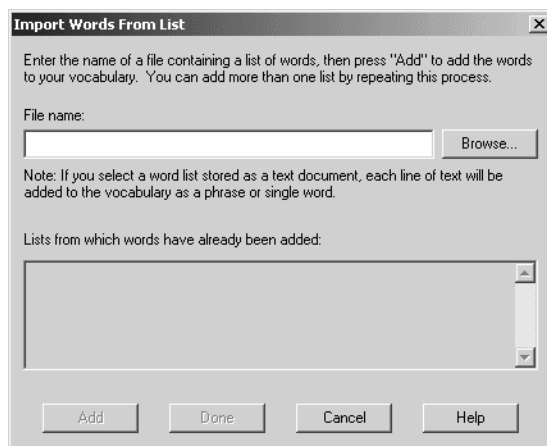 Import Words From List
Enter the name of a file containing a list of words, then press "Add" to add the words
to your vocabulary. You can add more than one list by repeating this process.
File name:
Browse...
Note: If you select a word list stored as a text document, each line of text will be
added to the vocabulary as a phrase or single word.
Lists from which words have already been added:
Add Done Cancel Help